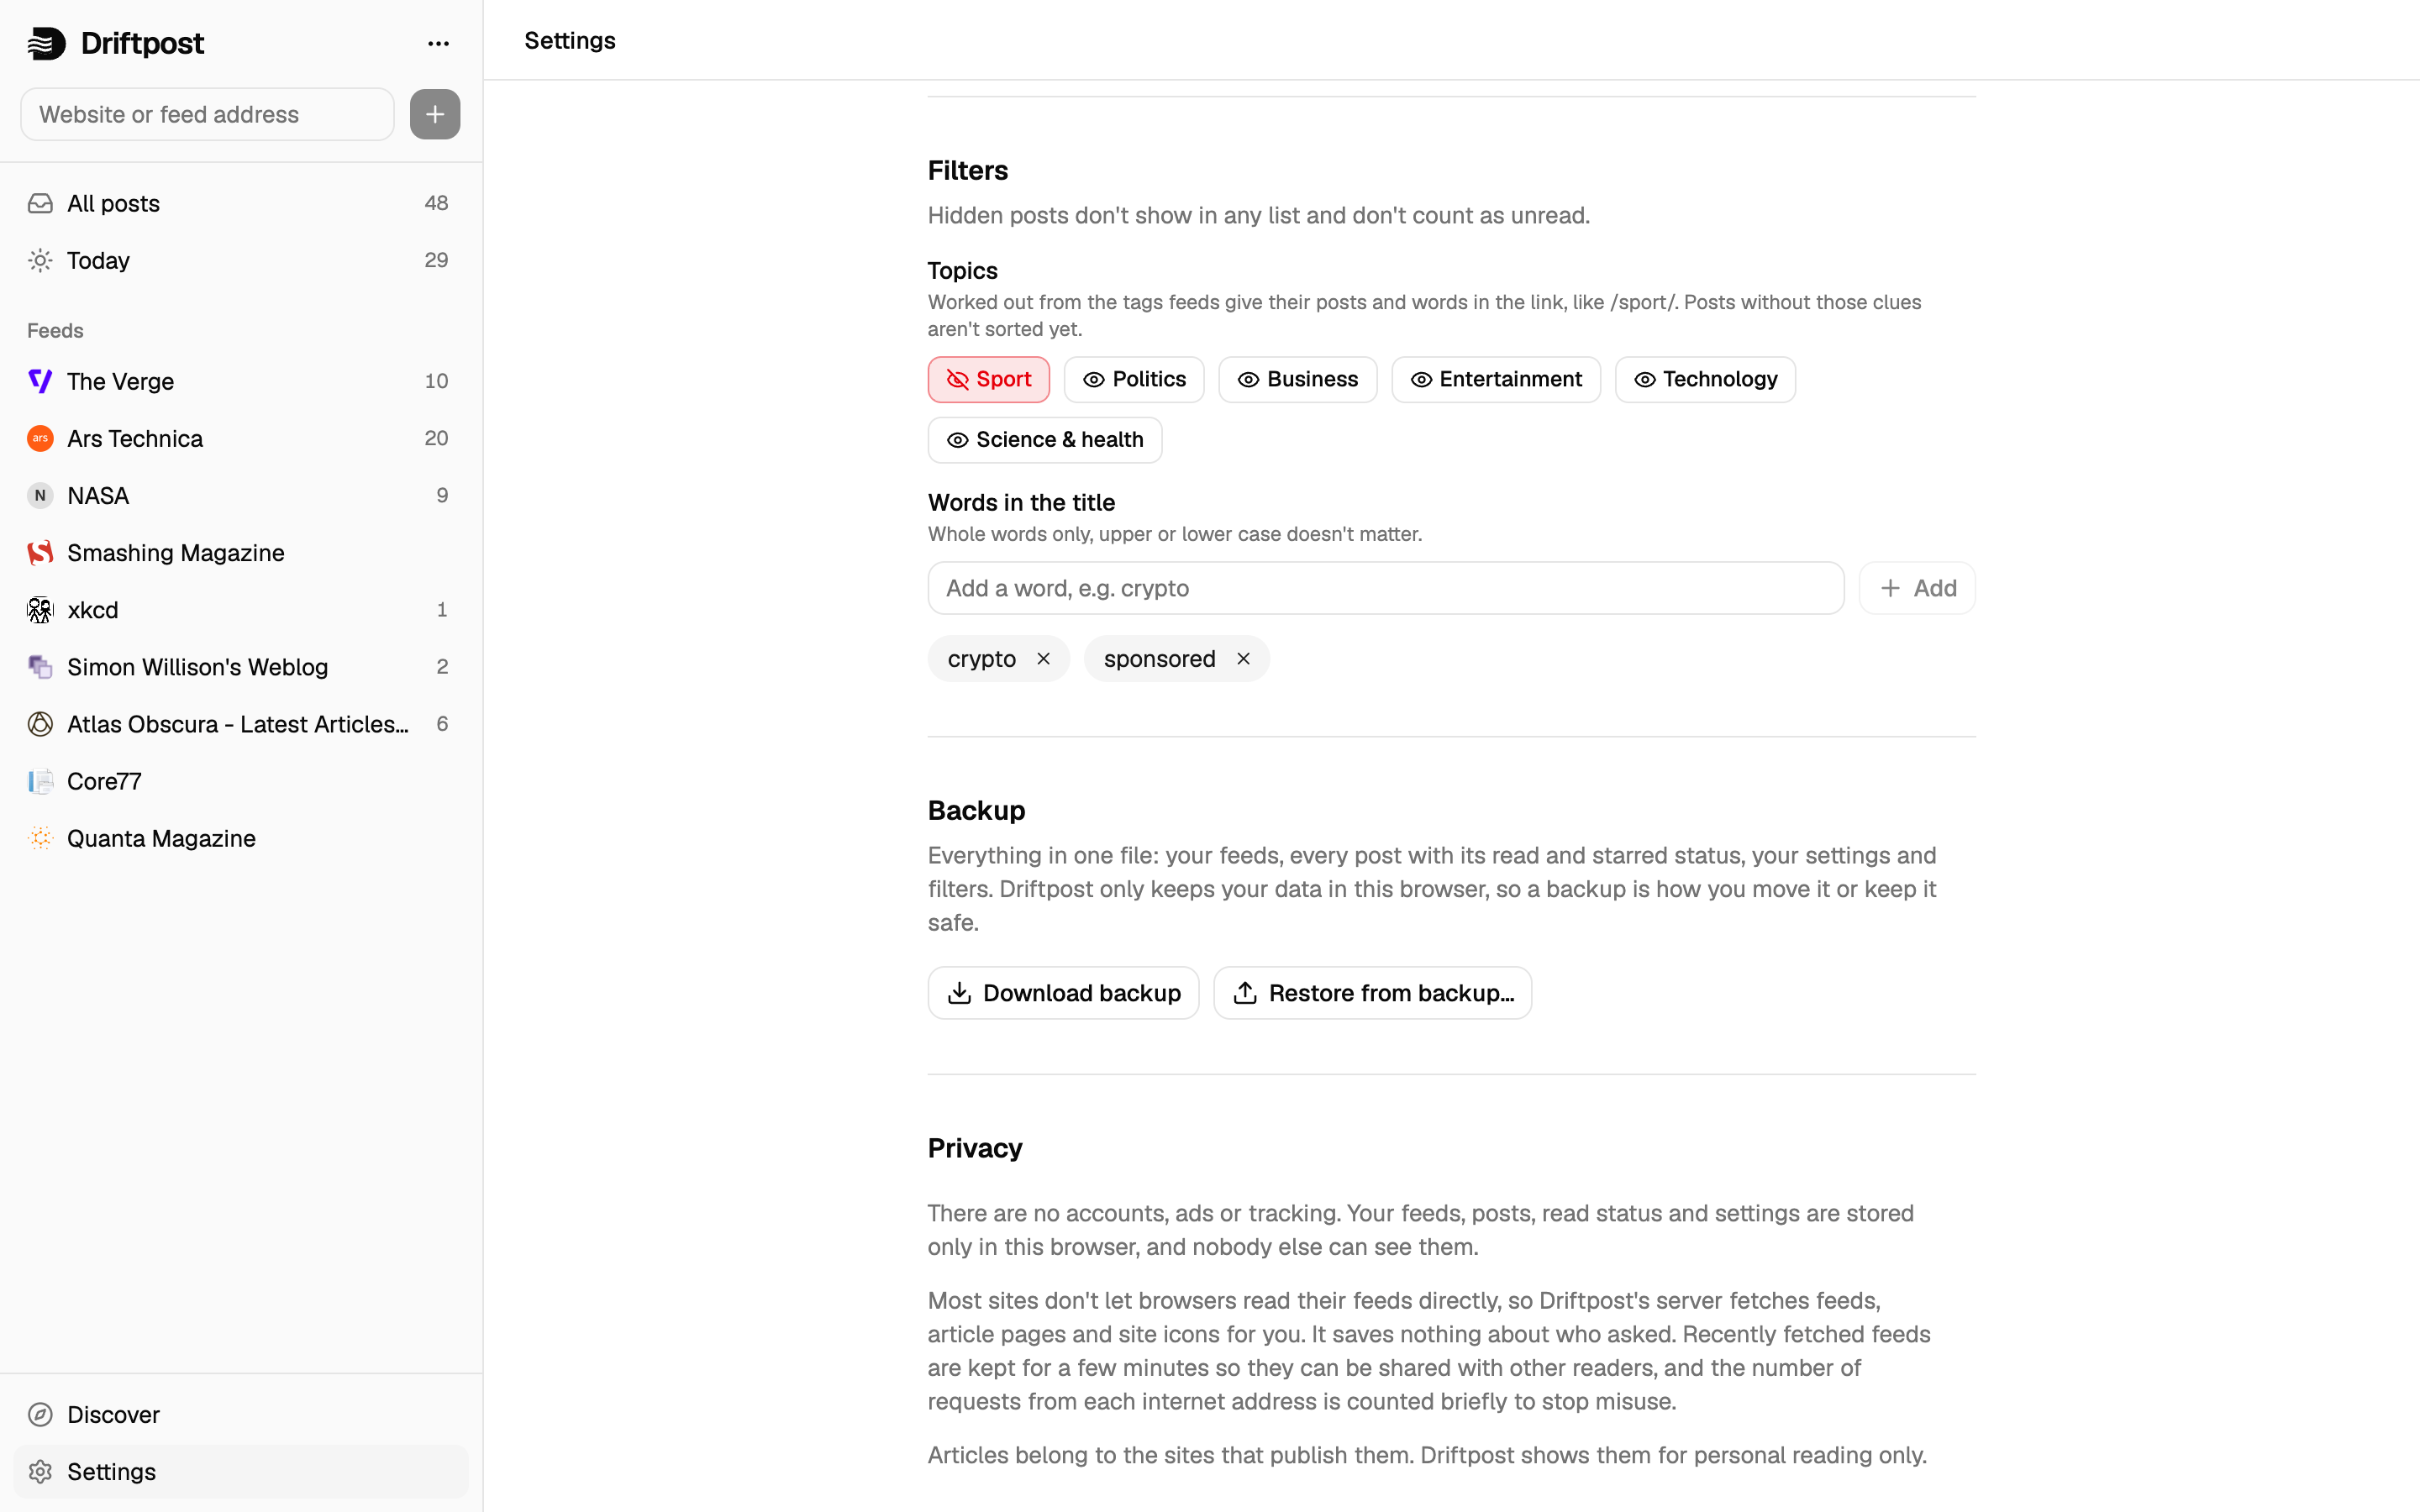 Driftpost
Website or feed address
All posts 48
Today 29
Feeds
The Verge 10
ars Ars Technica 20
N NASA 9
Smashing Magazine
xkcd 1
Simon Willison's Weblog 2
Atlas Obscura - Latest Articles... 6
Core77
Quanta Magazine
Discover
Settings
Settings
Filters
Hidden posts don't show in any list and don't count as unread.
Topics
Worked out from the tags feeds give their posts and words in the link, like /sport/. Posts without those clues
aren't sorted yet.
Sport Politics Business Entertainment Technology
Science & health
Words in the title
Whole words only, upper or lower case doesn't matter.
Add a word, e.g. crypto + Add
crypto × sponsored ×
Backup
Everything in one file: your feeds, every post with its read and starred status, your settings and
filters. Driftpost only keeps your data in this browser, so a backup is how you move it or keep it
safe.
Download backup Restore from backup...
Privacy
There are no accounts, ads or tracking. Your feeds, posts, read status and settings are stored
only in this browser, and nobody else can see them.
Most sites don't let browsers read their feeds directly, so Driftpost's server fetches feeds,
article pages and site icons for you. It saves nothing about who asked. Recently fetched feeds
are kept for a few minutes so they can be shared with other readers, and the number of
requests from each internet address is counted briefly to stop misuse.
Articles belong to the sites that publish them. Driftpost shows them for personal reading only.